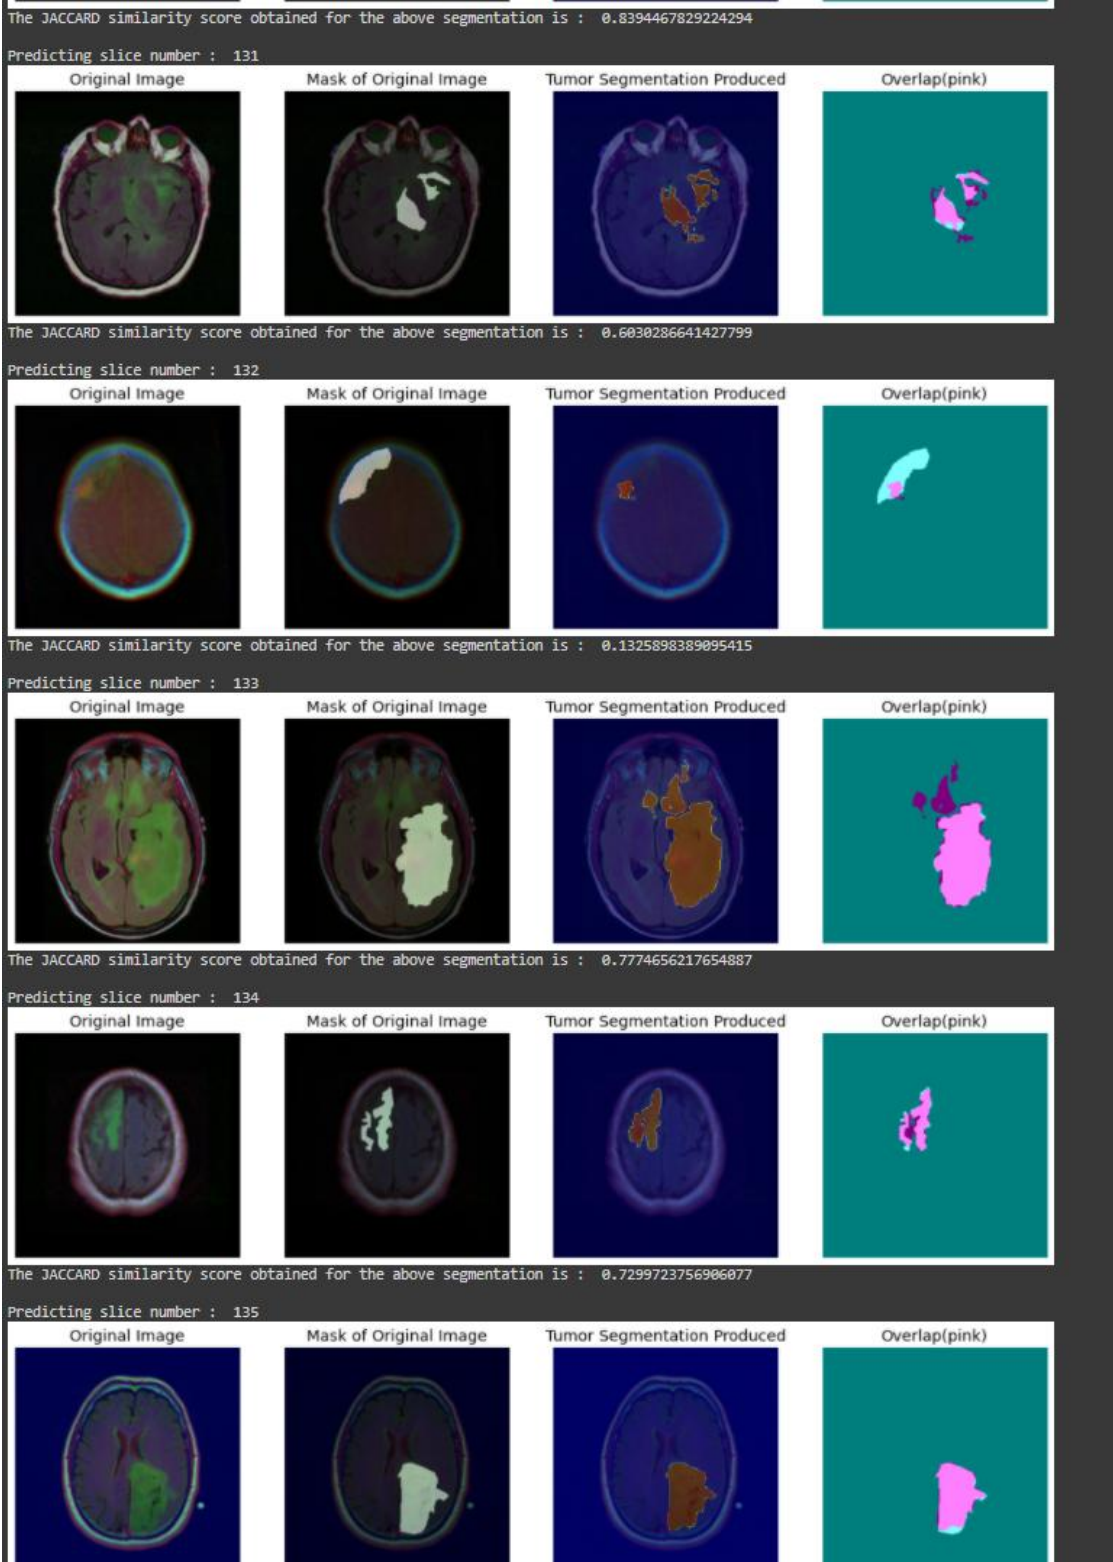 The JACCARD similarity score obtained for the above segmentation is :  0.8394467829224294
Predicting slice number :  131
Original Image Mask of Original Image Tumor Segmentation Produced Overlap(pink)
The JACCARD similarity score obtained for the above segmentation is :  0.6030286641427799
Predicting slice number :  132
Original Image Mask of Original Image Tumor Segmentation Produced Overlap(pink)
The JACCARD similarity score obtained for the above segmentation is :  0.1325898389095415
Predicting slice number :  133
Original Image Mask of Original Image Tumor Segmentation Produced Overlap(pink)
The JACCARD similarity score obtained for the above segmentation is :  0.7774656217654887
Predicting slice number :  134
Original Image Mask of Original Image Tumor Segmentation Produced Overlap(pink)
The JACCARD similarity score obtained for the above segmentation is :  0.7299723756906077
Predicting slice number :  135
Original Image Mask of Original Image Tumor Segmentation Produced Overlap(pink)